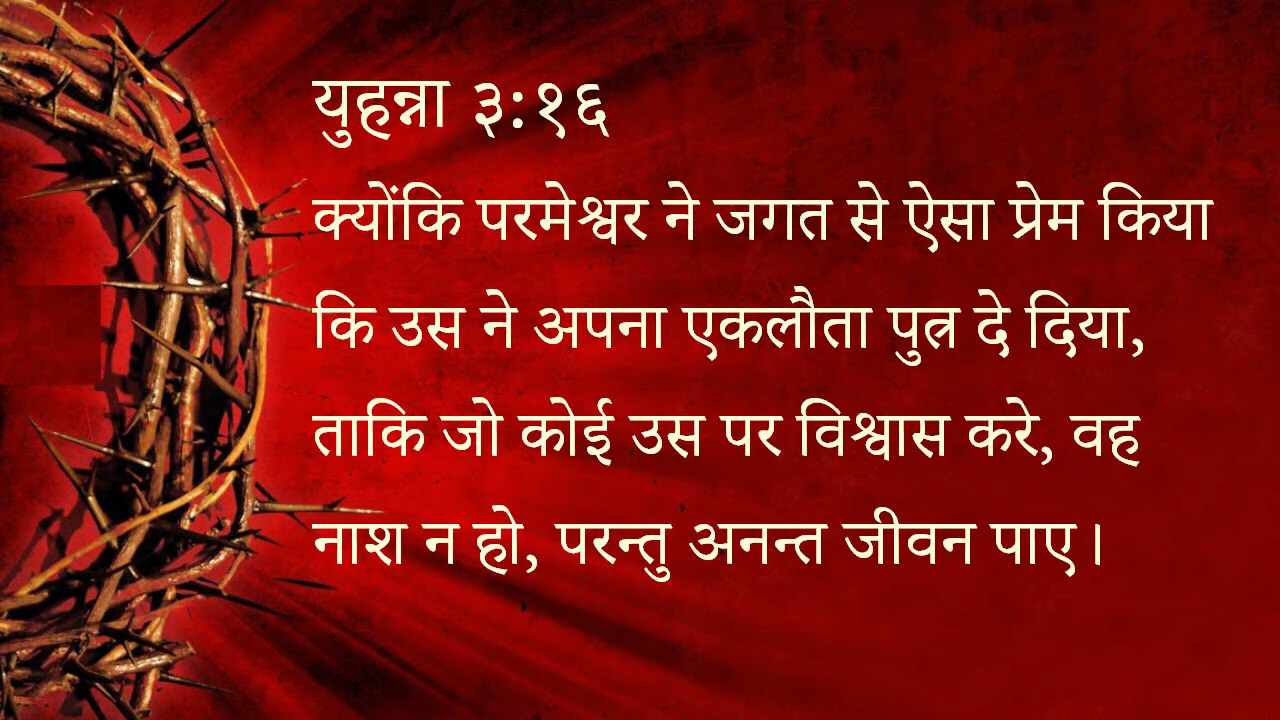 युहन्ना ३:१६
क्योंकि परमेश्वर ने जगत से ऐसा प्रेम किया
कि उस ने अपना एकलौता पुत्र दे दिया,
ताकि जो कोई उस पर विश्वास करे, वह
नाश न हो, परन्तु अनन्त जीवन पाए।